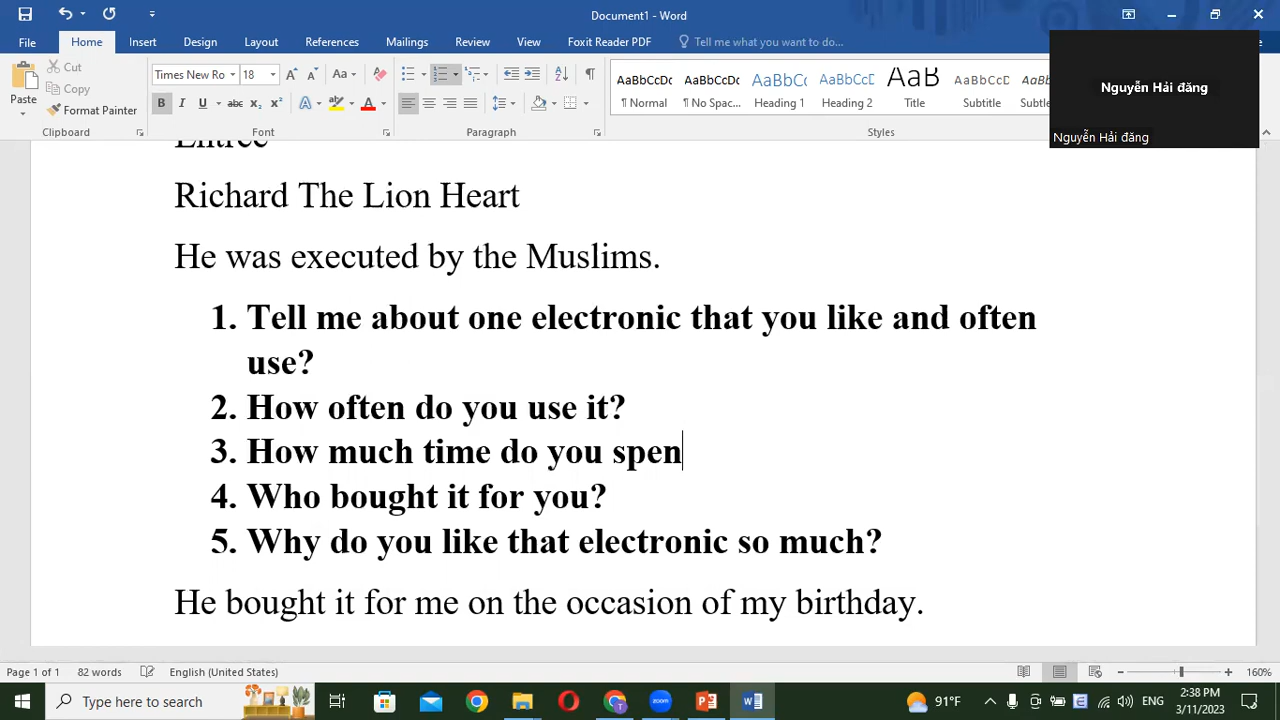 Document1 - Word
File Home Insert Design Layout References Mailings Review View Foxit Reader PDF Tell me what you want to do...
Cut
Copy
Format Painter
Paste
Times New Ro 18
AaBbCcDc AaBbCcDc AaBbCc AaBbCcD AaB AaBbCcD
¶ Normal ¶ No Spac... Heading 1 Heading 2 Title Subtitle
Clipboard Font Paragraph Styles
Nguyễn Hải đăng
Nguyễn Hải đăng
Entree
Richard The Lion Heart
He was executed by the Muslims.
1. Tell me about one electronic that you like and often
use?
2. How often do you use it?
3. How much time do you spen
4. Who bought it for you?
5. Why do you like that electronic so much?
He bought it for me on the occasion of my birthday.
Page 1 of 1 82 words English (United States) 160%
Type here to search
zoom
91°F ENG
2:38 PM
3/11/2023